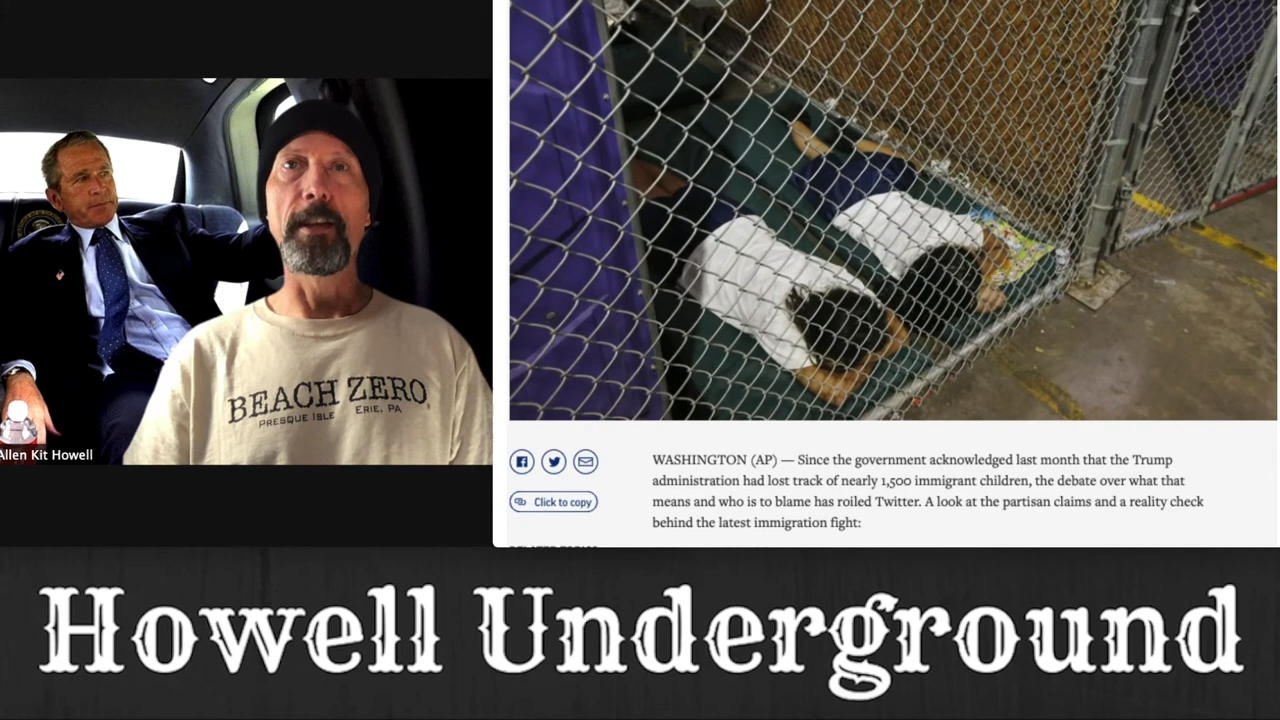 BEACH ZERO
PRESQUE ISLE ERIE, PA
Allen Kit Howell
Click to copy
WASHINGTON (AP) — Since the government acknowledged last month that the Trump
administration had lost track of nearly 1,500 immigrant children, the debate over what that
means and who is to blame has roiled Twitter. A look at the partisan claims and a reality check
behind the latest immigration fight:
Howell Underground